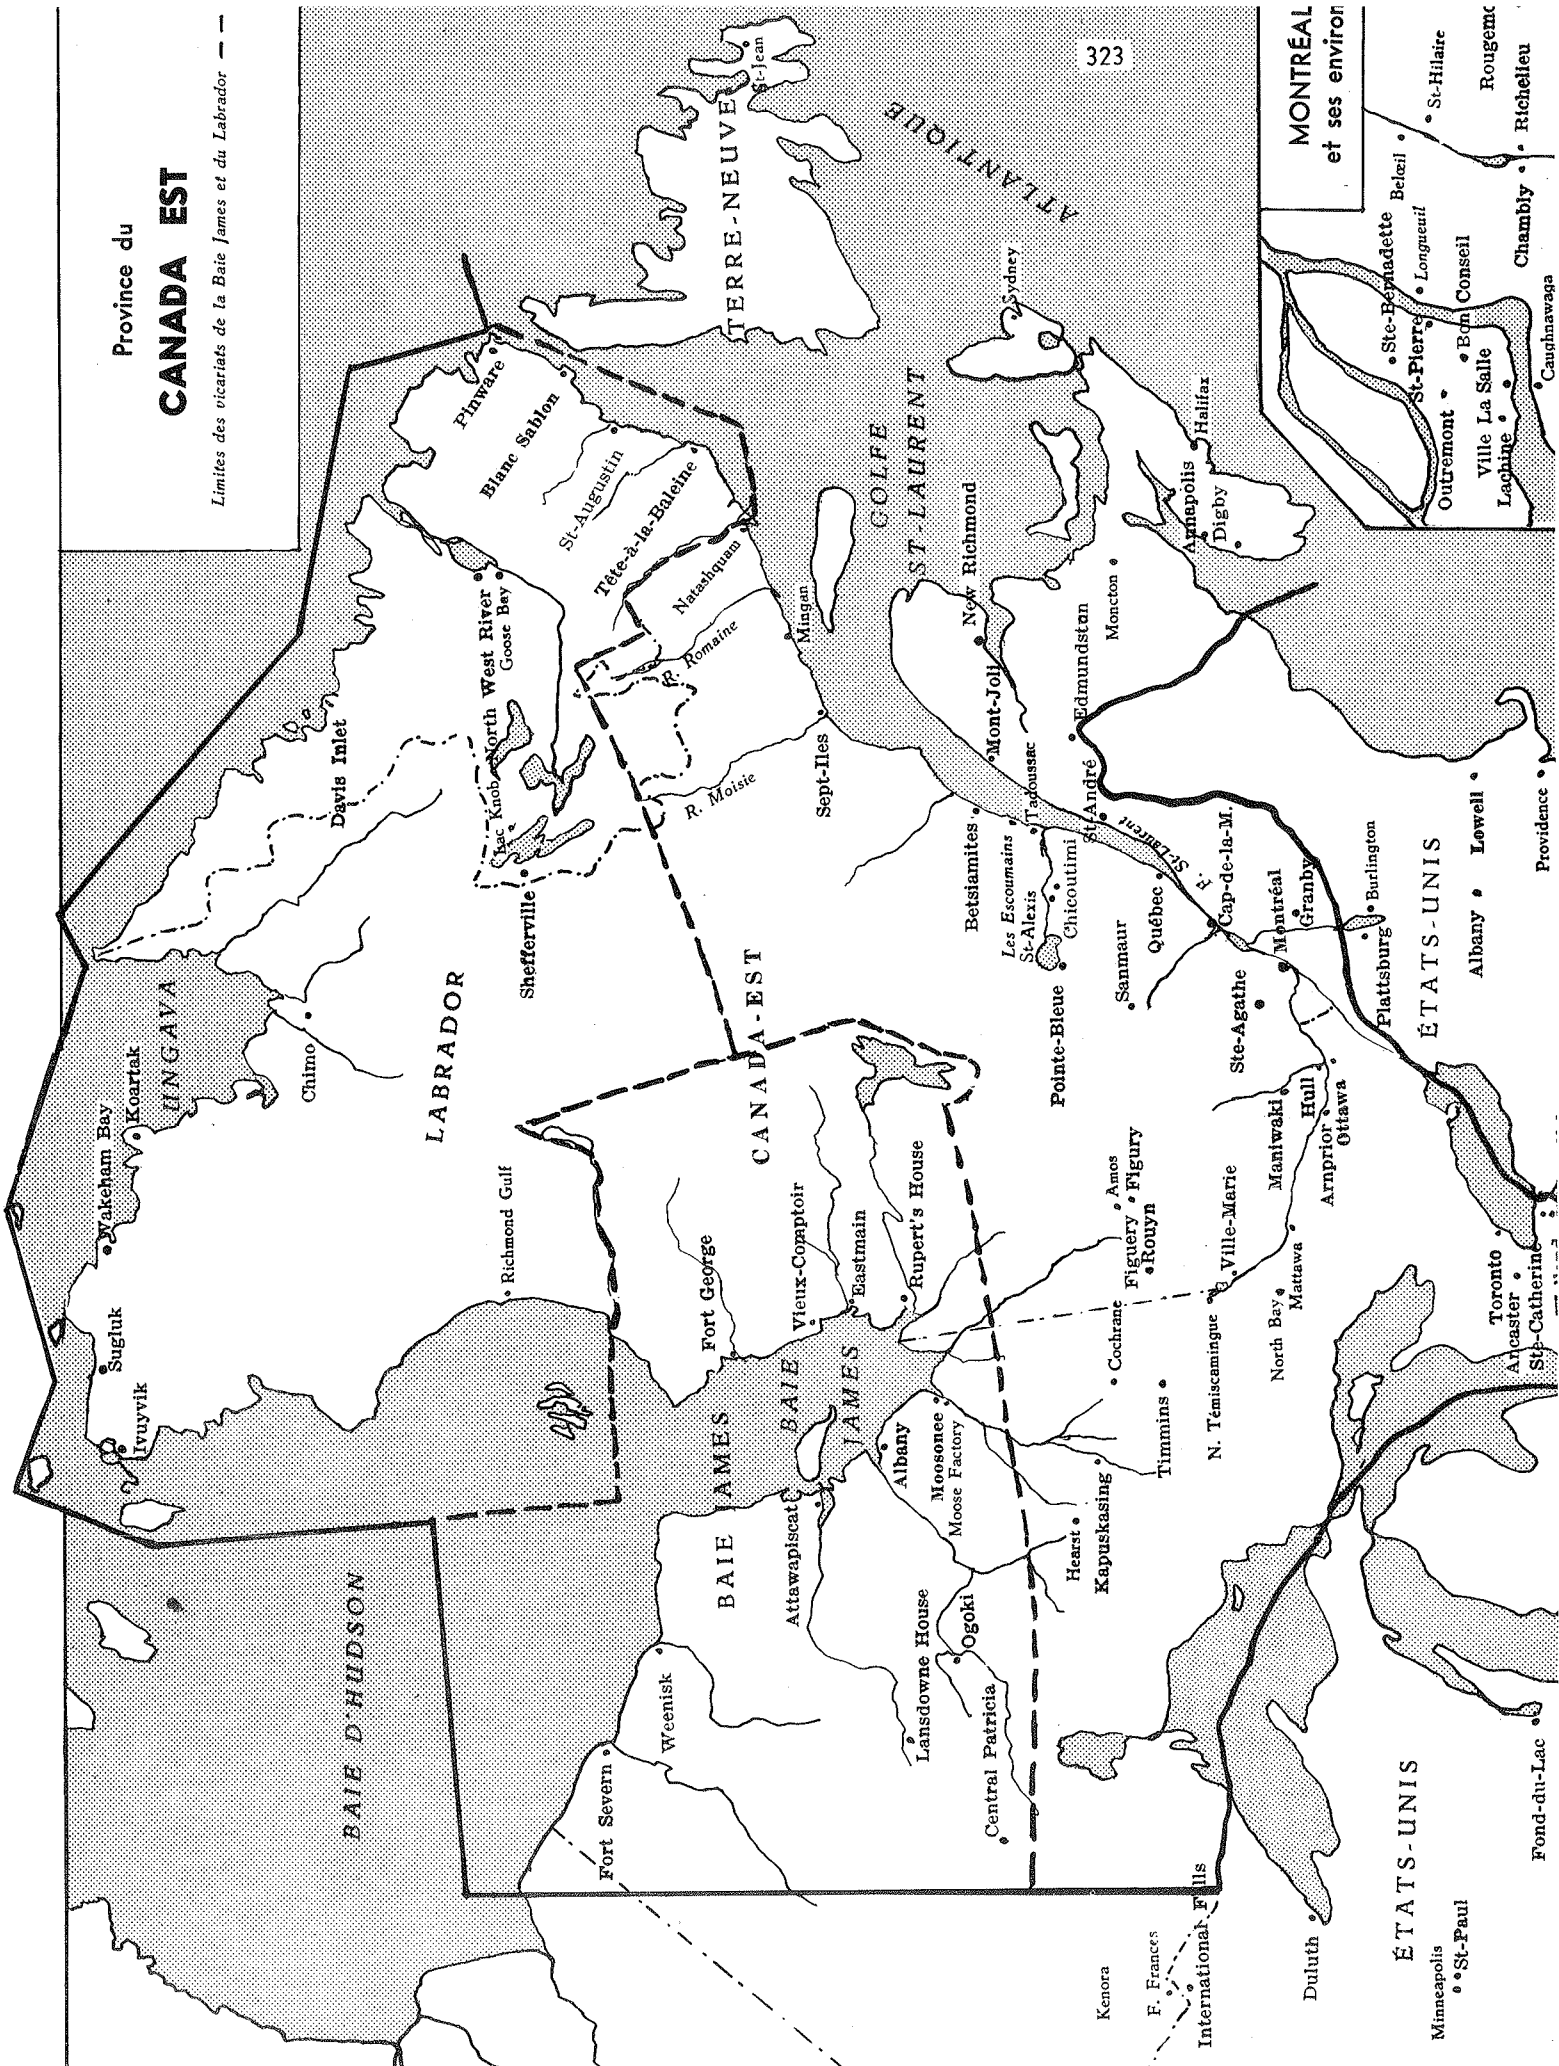 Province du
CANADA EST
Limites des vicariats de la Baie James et du Labrador
323
MONTRÉAL
et ses environ
Ste-Bernadette
Belœil
St-Hilaire
Rougemo
Richelieu
Chambly
Longueuil
St-Pierre
Bon Conseil
Outremont
Ville La Salle
Lachine
Caughnawaga
UNGAVA
Ivuyvik
Sugluk
Wakeham Bay
Koartak
Chimo
Davis Inlet
LABRADOR
Richmond Gulf
Shefferville
Lac Knob
North West River
Goose Bay
Pinware
Blanc Sablon
St-Augustin
Tête-à-la-Baleine
Natashquam
R. Romaine
R. Moisie
Mingan
Sept-Iles
TERRE-NEUVE
St-Jean
ATLANTIQUE
GOLFE
ST-LAURENT
Sydney
Halifax
Annapolis
Digby
Moncton
New Richmond
Edmundstun
Mont-Joli
Tadoussac
St-André
Betsiamites
Les Escoumains
St-Alexis
Chicoutimi
Pointe-Bleue
Sanmaur
Québec
F. St-Laurent
Cap-de-la-M.
Montréal
Granby
Ste-Agathe
Burlington
Plattsburg
ÉTATS-UNIS
Albany
Lowell
Providence
CANADA-EST
BAIE D'HUDSON
BAIE JAMES
BAIE
JAMES
Fort George
Vieux-Comptoir
Eastmain
Rupert's House
Albany
Moosonee
Moose Factory
Attawapiscat
Weenisk
Fort Severn
Lansdowne House
Ogoki
Central Patricia
Hearst
Kapuskasing
Cochrane
Timmins
Amos
Figuery
Figury
Rouyn
Ville-Marie
N. Témiscamingue
North Bay
Mattawa
Maniwaki
Hull
Arnprior
Ottawa
Toronto
Ancaster
Ste-Catherine
Kenora
F. Frances
International Falls
Duluth
ÉTATS-UNIS
Minneapolis
St-Paul
Fond-du-Lac